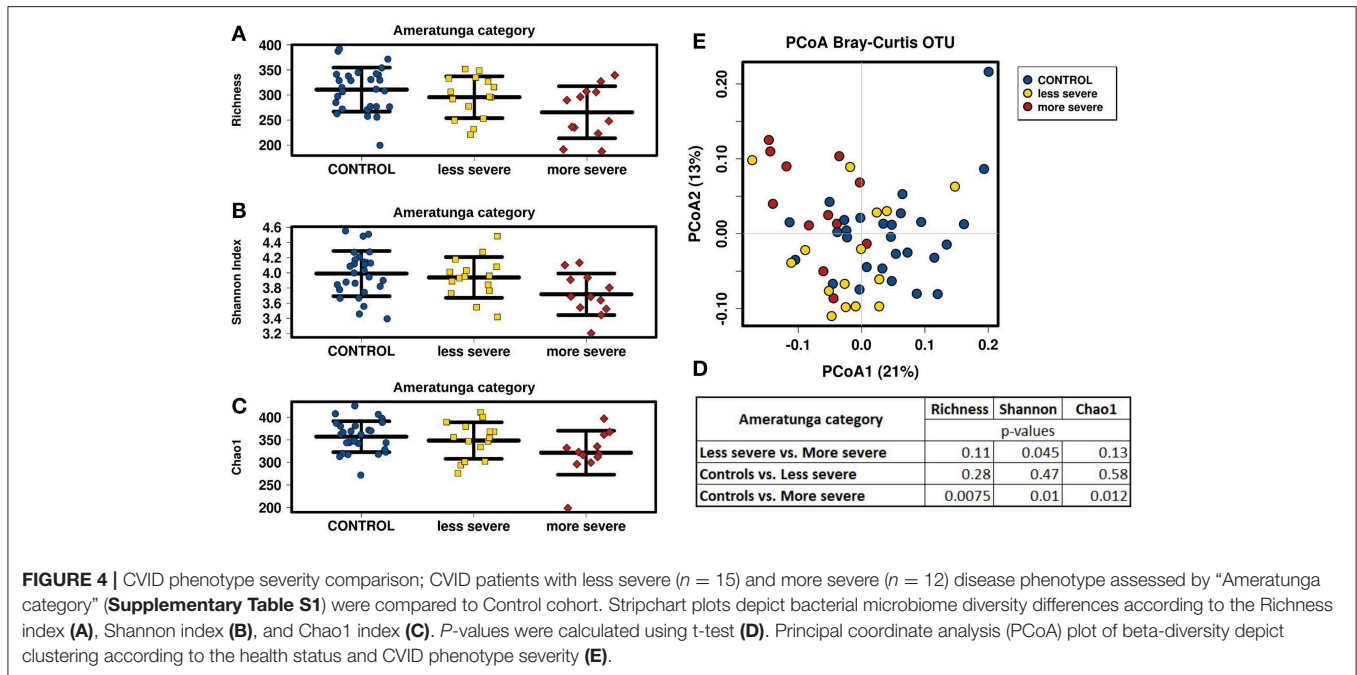 A
Ameratunga category
Richness
400
350
300
250
200
CONTROL
less severe
more severe
B
Ameratunga category
Shannon Index
4.6
4.4
4.2
4.0
3.8
3.6
3.4
3.2
CONTROL
less severe
more severe
C
Ameratunga category
Chao1
400
350
300
250
200
CONTROL
less severe
more severe
E
PCoA Bray-Curtis OTU
PCoA2 (13%)
0.20
0.10
0.00
-0.10
-0.1
0.0
0.1
0.2
PCoA1 (21%)
CONTROL
less severe
more severe
D
Ameratunga category Richness Shannon Chao1
p-values
Less severe vs. More severe 0.11 0.045 0.13
Controls vs. Less severe 0.28 0.47 0.58
Controls vs. More severe 0.0075 0.01 0.012
FIGURE 4 | CVID phenotype severity comparison; CVID patients with less severe (n = 15) and more severe (n = 12) disease phenotype assessed by “Ameratunga
category” (Supplementary Table S1) were compared to Control cohort. Stripchart plots depict bacterial microbiome diversity differences according to the Richness
index (A), Shannon index (B), and Chao1 index (C). P-values were calculated using t-test (D). Principal coordinate analysis (PCoA) plot of beta-diversity depict
clustering according to the health status and CVID phenotype severity (E).